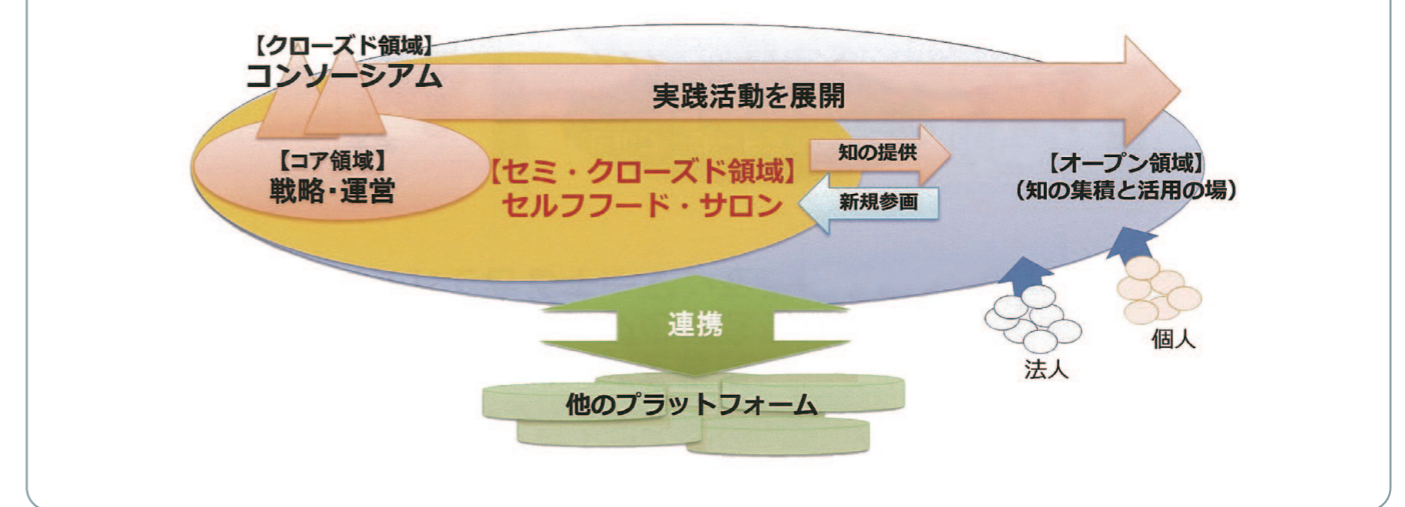 【クローズド領域】
コンソーシアム
実践活動を展開
【コア領域】
戦略・運営
【セミ・クローズド領域】
セルフフード・サロン
知の提供
新規参画
【オープン領域】
（知の集積と活用の場）
連携
法人
個人
他のプラットフォーム